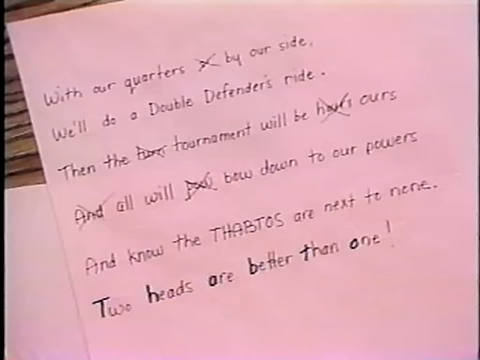 With our quarters by our side,
We'll do a Double Defenders ride.
Then the tournament will be ours
all will bow down to our powers
And know the THABTOS are next to none.
Two heads are better than one!